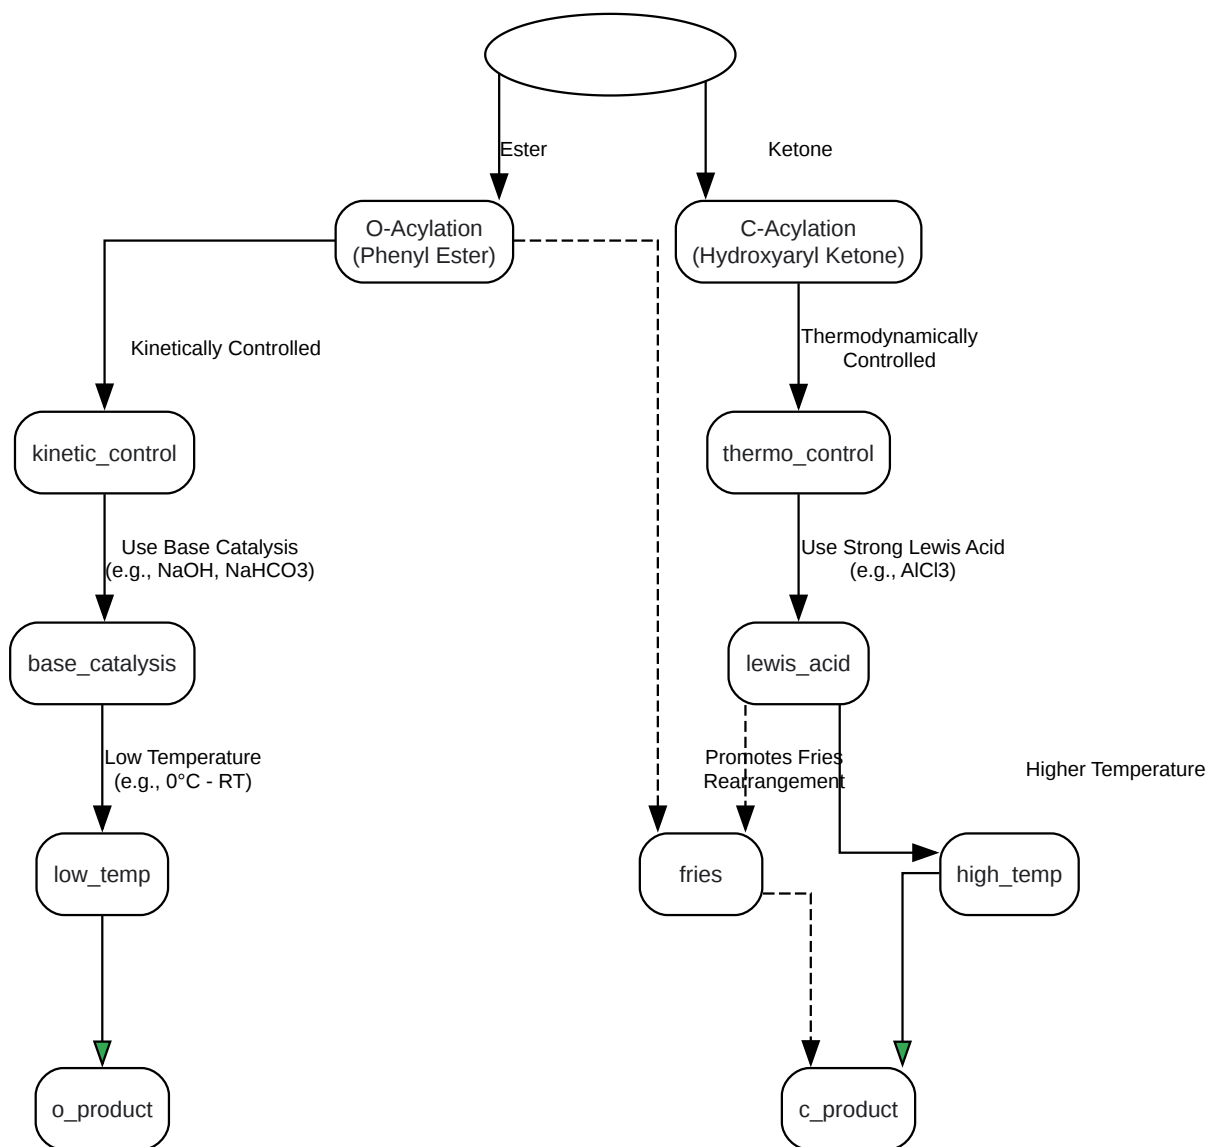 Ester
Ketone
O-Acylation
(Phenyl Ester)
C-Acylation
(Hydroxyaryl Ketone)
Kinetically Controlled
Thermodynamically
Controlled
kinetic_control
thermo_control
Use Base Catalysis
(e.g., NaOH, NaHCO3)
Use Strong Lewis Acid
(e.g., AlCl3)
base_catalysis
lewis_acid
Low Temperature
(e.g., 0°C - RT)
Promotes Fries
Rearrangement
Higher Temperature
low_temp
fries
high_temp
o_product
c_product